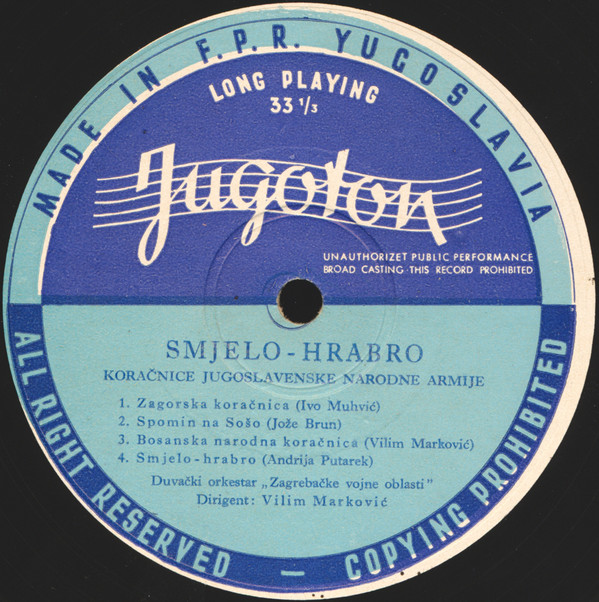 MADE IN F.P.R. YUGOSLAVIA
LONG PLAYING
33 1/3
Jugoton
UNAUTHORIZET PUBLIC PERFORMANCE
BROAD CASTING THIS RECORD PROHIBITED
SMJELO - HRABRO
KORAČNICE JUGOSLAVENSKE NARODNE ARMIJE
1. Zagorska koračnica (Ivo Muhvić)
2. Spomin na Sošo (Jože Brun)
3. Bosanska narodna koračnica (Vilim Marković)
4. Smjelo-hrabro (Andrija Putarek)
Duvački orkestar „Zagrebačke vojne oblasti"
Dirigent: Vilim Marković
ALL RIGHT RESERVED — COPYING PROHIBITED